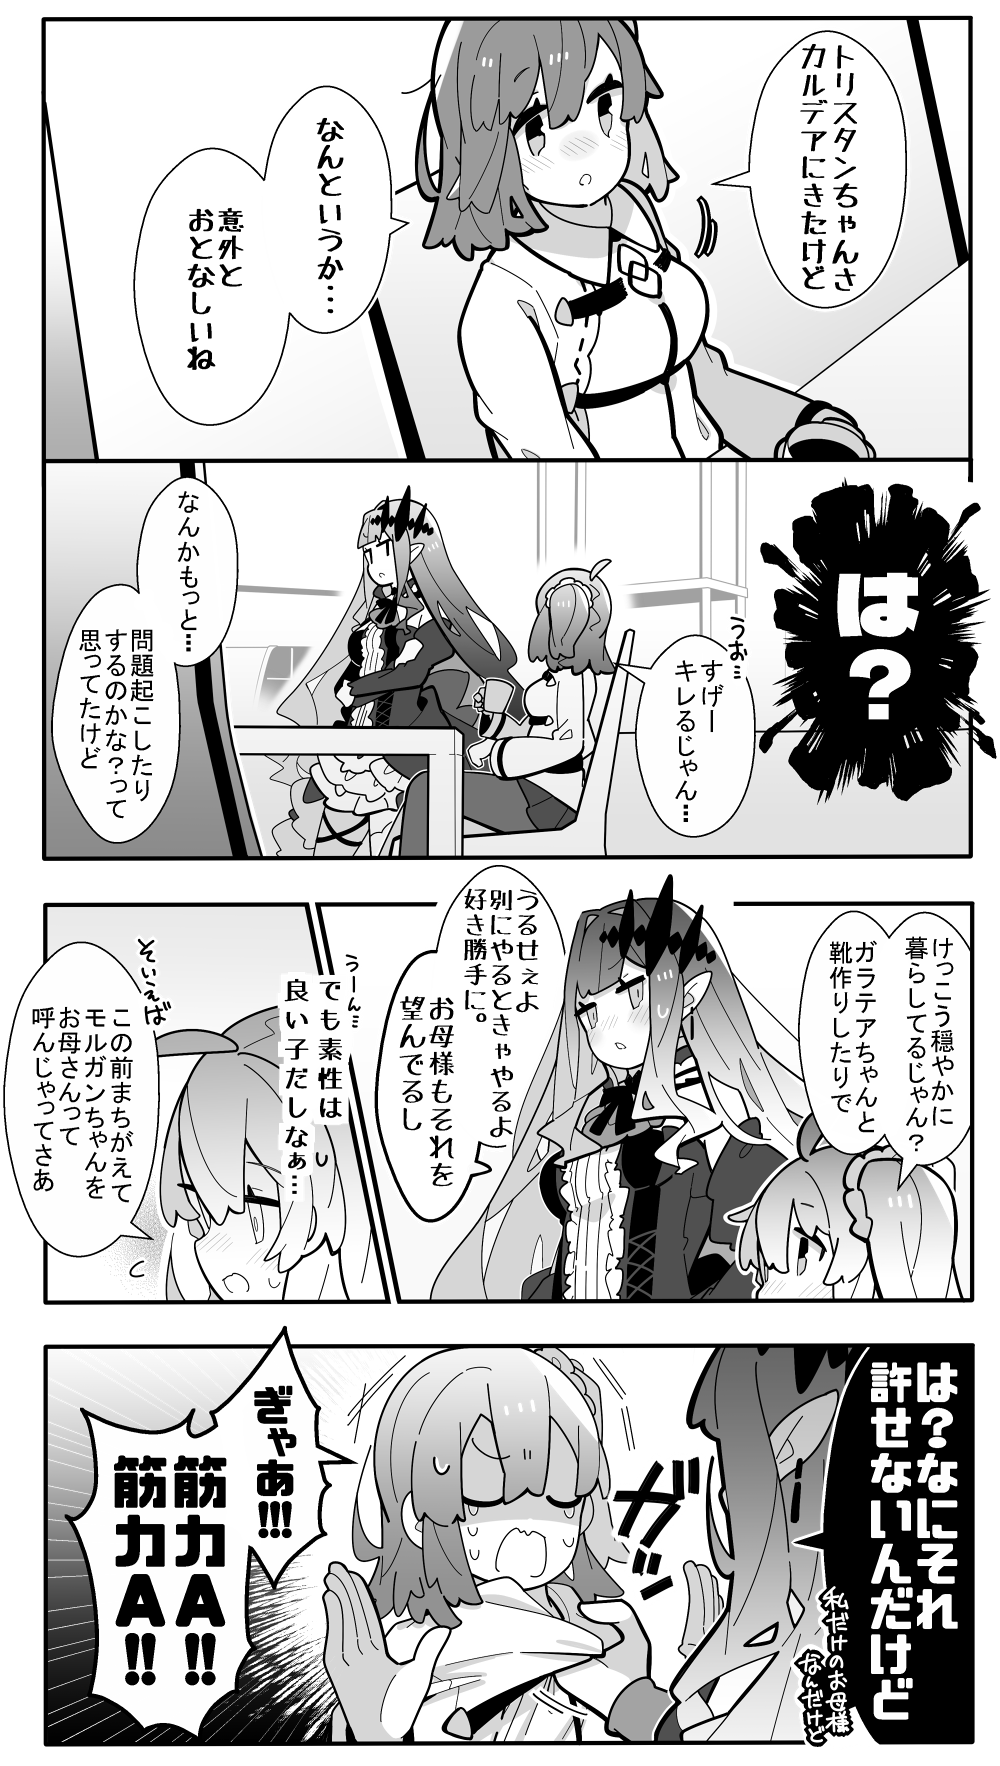 トリスタンちゃんさ
カルデアにきたけど
なんというか・・・
意外と
おとなしいね
は?
うお…
すげー
キレるじゃん…
なんかもっと…
問題起こしたり
するのかな?って
思ってたけど
けっこう穏やかに
暮らしてるじゃん?
ガラテアちゃんと
靴作りしたりで
うるせぇよ
別にやるときゃやるよ
好き勝手に。
お母様もそれを
望んでるし
うーん…
でも素性は
良い子だしなぁ…
そいえば
この前まちがえて
モルガンちゃんを
お母さんって
呼んじゃってさあ
は?なにそれ
許せないんだけど
私だけのお母様
なんだけど
ガッ
ぎゃあ!!!
筋力A!!
筋力A!!